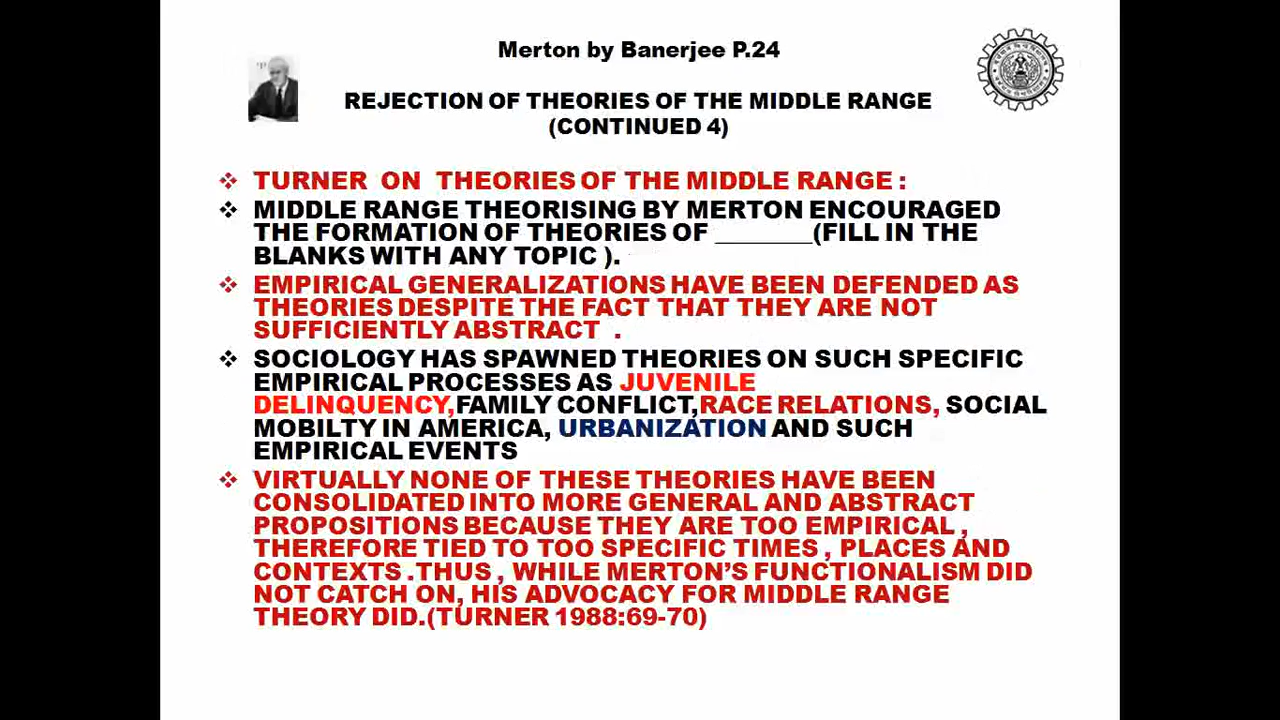 Merton by Banerjee P.24
REJECTION OF THEORIES OF THE MIDDLE RANGE
(CONTINUED 4)
TURNER ON THEORIES OF THE MIDDLE RANGE :
MIDDLE RANGE THEORISING BY MERTON ENCOURAGED
THE FORMATION OF THEORIES OF _______(FILL IN THE
BLANKS WITH ANY TOPIC ).
EMPIRICAL GENERALIZATIONS HAVE BEEN DEFENDED AS
THEORIES DESPITE THE FACT THAT THEY ARE NOT
SUFFICIENTLY ABSTRACT .
SOCIOLOGY HAS SPAWNED THEORIES ON SUCH SPECIFIC
EMPIRICAL PROCESSES AS JUVENILE
DELINQUENCY,FAMILY CONFLICT,RACE RELATIONS, SOCIAL
MOBILTY IN AMERICA, URBANIZATION AND SUCH
EMPIRICAL EVENTS
VIRTUALLY NONE OF THESE THEORIES HAVE BEEN
CONSOLIDATED INTO MORE GENERAL AND ABSTRACT
PROPOSITIONS BECAUSE THEY ARE TOO EMPIRICAL ,
THEREFORE TIED TO TOO SPECIFIC TIMES , PLACES AND
CONTEXTS .THUS , WHILE MERTON'S FUNCTIONALISM DID
NOT CATCH ON, HIS ADVOCACY FOR MIDDLE RANGE
THEORY DID.(TURNER 1988:69-70)